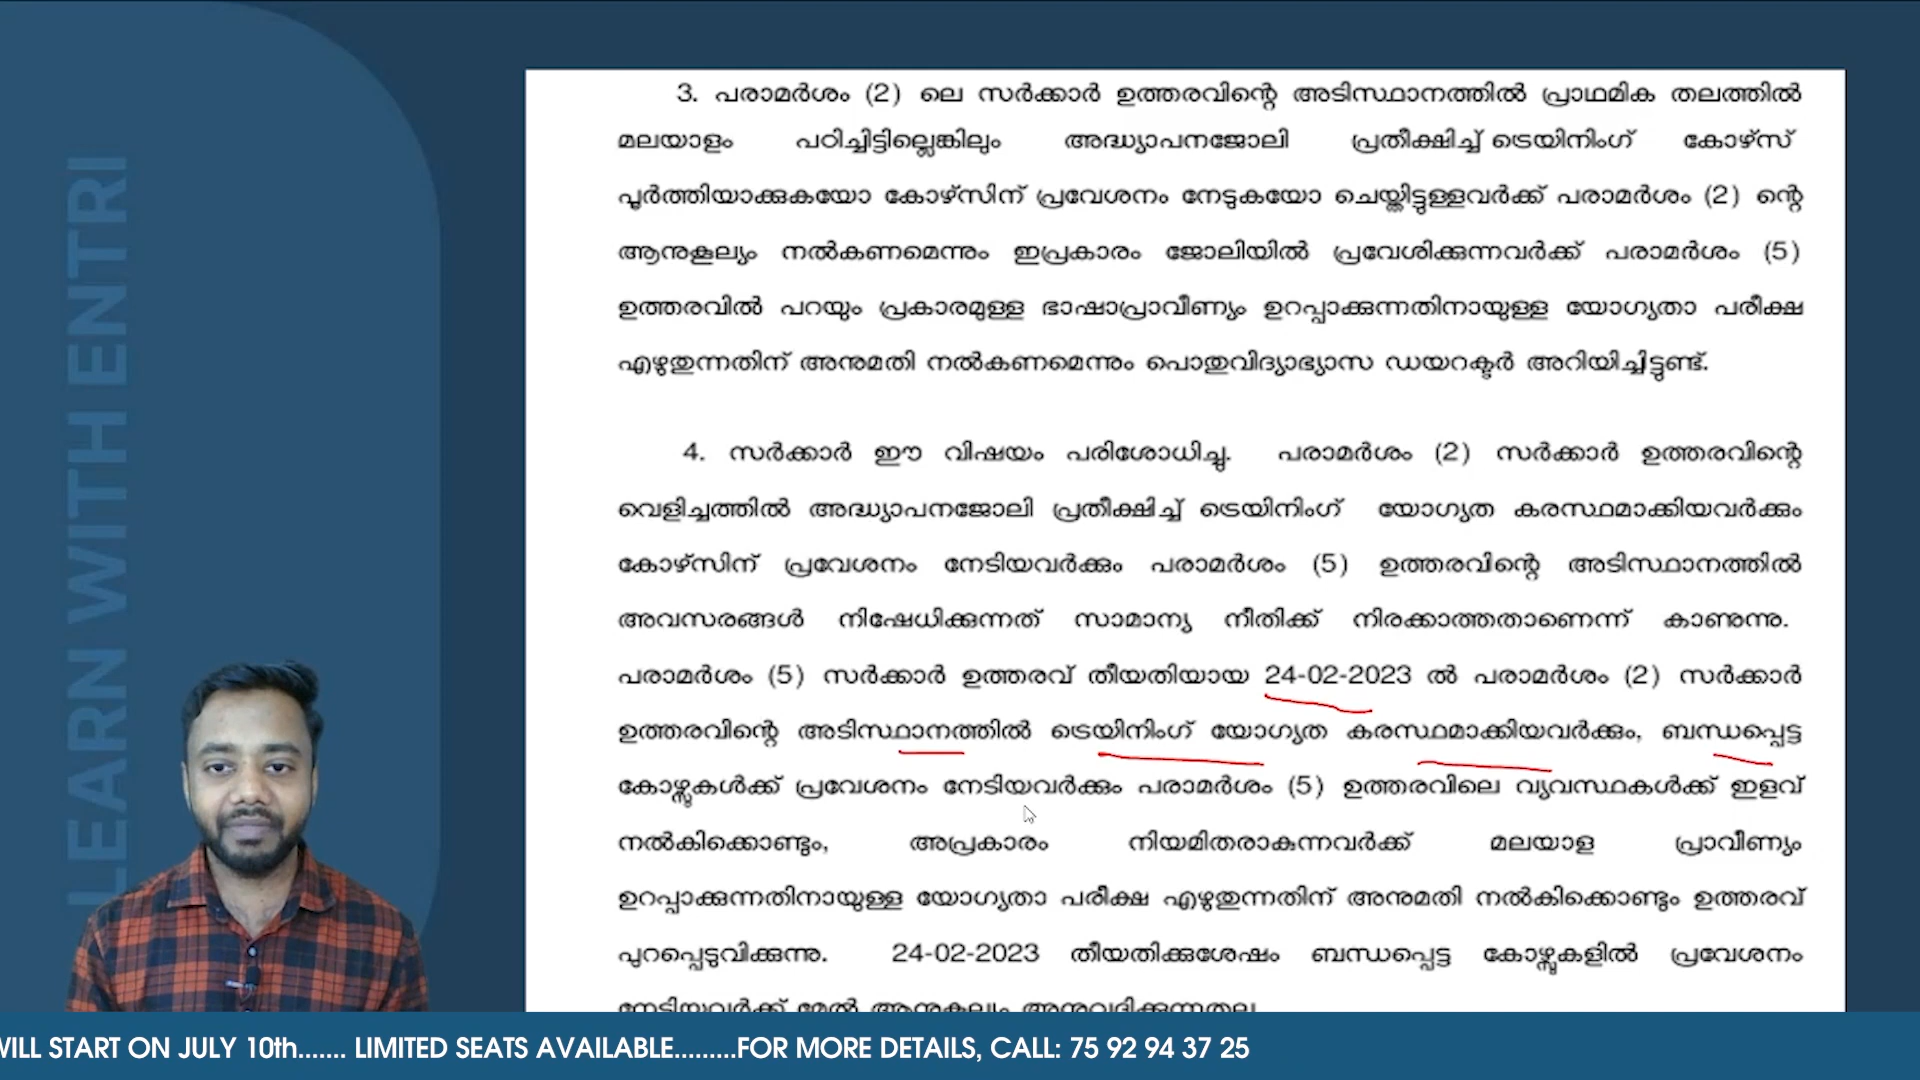 LEARN WITH ENTRI
3. പരാമർശം (2) ലെ സർക്കാർ ഉത്തരവിന്റെ അടിസ്ഥാനത്തിൽ പ്രാഥമിക തലത്തിൽ
മലയാളം പഠിച്ചിട്ടില്ലെങ്കിലും അദ്ധ്യാപനജോലി പ്രതീക്ഷിച്ച് ട്രെയിനിംഗ് കോഴ്സ്
പൂർത്തിയാക്കുകയോ കോഴ്സിന് പ്രവേശനം നേടുകയോ ചെയ്തിട്ടുള്ളവർക്ക് പരാമർശം (2) ന്റെ
ആനുകൂല്യം നൽകണമെന്നും ഇപ്രകാരം ജോലിയിൽ പ്രവേശിക്കുന്നവർക്ക് പരാമർശം (5)
ഉത്തരവിൽ പറയും പ്രകാരമുള്ള ഭാഷാപ്രാവീണ്യം ഉറപ്പാക്കുന്നതിനായുള്ള യോഗ്യതാ പരീക്ഷ
എഴുതുന്നതിന് അനുമതി നൽകണമെന്നും പൊതുവിദ്യാഭ്യാസ ഡയറക്ടർ അറിയിച്ചിട്ടുണ്ട്.
4. സർക്കാർ ഈ വിഷയം പരിശോധിച്ചു. പരാമർശം (2) സർക്കാർ ഉത്തരവിന്റെ
വെളിച്ചത്തിൽ അദ്ധ്യാപനജോലി പ്രതീക്ഷിച്ച് ട്രെയിനിംഗ് യോഗ്യത കരസ്ഥമാക്കിയവർക്കും
കോഴ്സിന് പ്രവേശനം നേടിയവർക്കും പരാമർശം (5) ഉത്തരവിന്റെ അടിസ്ഥാനത്തിൽ
അവസരങ്ങൾ നിഷേധിക്കുന്നത് സാമാന്യ നീതിക്ക് നിരക്കാത്തതാണെന്ന് കാണുന്നു.
പരാമർശം (5) സർക്കാർ ഉത്തരവ് തീയതിയായ 24-02-2023 ൽ പരാമർശം (2) സർക്കാർ
ഉത്തരവിന്റെ അടിസ്ഥാനത്തിൽ ട്രെയിനിംഗ് യോഗ്യത കരസ്ഥമാക്കിയവർക്കും, ബന്ധപ്പെട്ട
കോഴ്സുകൾക്ക് പ്രവേശനം നേടിയവർക്കും പരാമർശം (5) ഉത്തരവിലെ വ്യവസ്ഥകൾക്ക് ഇളവ്
നൽകിക്കൊണ്ടും, അപ്രകാരം നിയമിതരാകുന്നവർക്ക് മലയാള പ്രാവീണ്യം
ഉറപ്പാക്കുന്നതിനായുള്ള യോഗ്യതാ പരീക്ഷ എഴുതുന്നതിന് അനുമതി നൽകിക്കൊണ്ടും ഉത്തരവ്
പുറപ്പെടുവിക്കുന്നു. 24-02-2023 തീയതിക്കുശേഷം ബന്ധപ്പെട്ട കോഴ്സുകളിൽ പ്രവേശനം
നേടിയവർക്ക് മേൽ ആനുകൂല്യം അനുവദിക്കുന്നതല്ല
WILL START ON JULY 10th....... LIMITED SEATS AVAILABLE.........FOR MORE DETAILS, CALL: 75 92 94 37 25